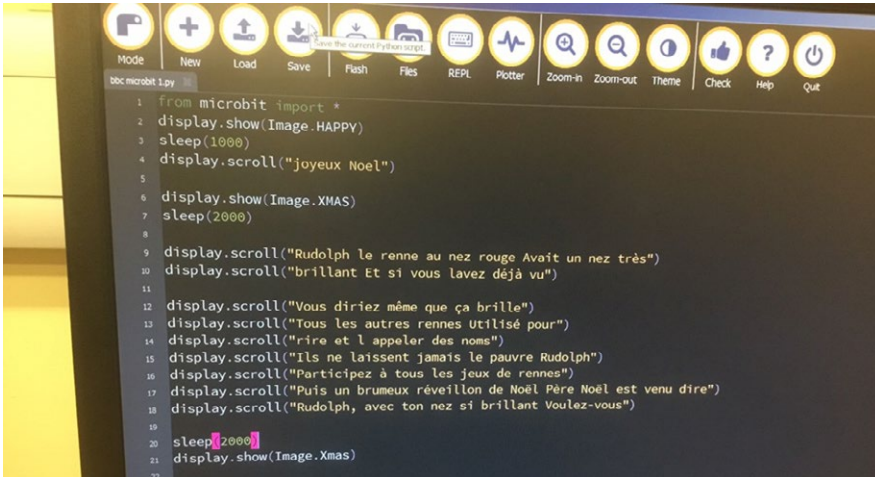 Mode New Load Save Flash Files REPL Plotter Zoom-in Zoom-out Theme Check Help Quit
Save the current Python script.
bbc microbit 1.py
1 from microbit import *
2 display.show(Image.HAPPY)
3 sleep(1000)
4 display.scroll("joyeux Noel")
5
6 display.show(Image.XMAS)
7 sleep(2000)
8
9 display.scroll("Rudolph le renne au nez rouge Avait un nez très")
10 display.scroll("brillant Et si vous lavez déjà vu")
11
12 display.scroll("Vous diriez même que ça brille")
13 display.scroll("Tous les autres rennes Utilisé pour")
14 display.scroll("rire et l appeler des noms")
15 display.scroll("Ils ne laissent jamais le pauvre Rudolph")
16 display.scroll("Participez à tous les jeux de rennes")
17 display.scroll("Puis un brumeux réveillon de Noël Père Noël est venu dire")
18 display.scroll("Rudolph, avec ton nez si brillant Voulez-vous")
19
20 sleep(2000)
21 display.show(Image.Xmas)
22